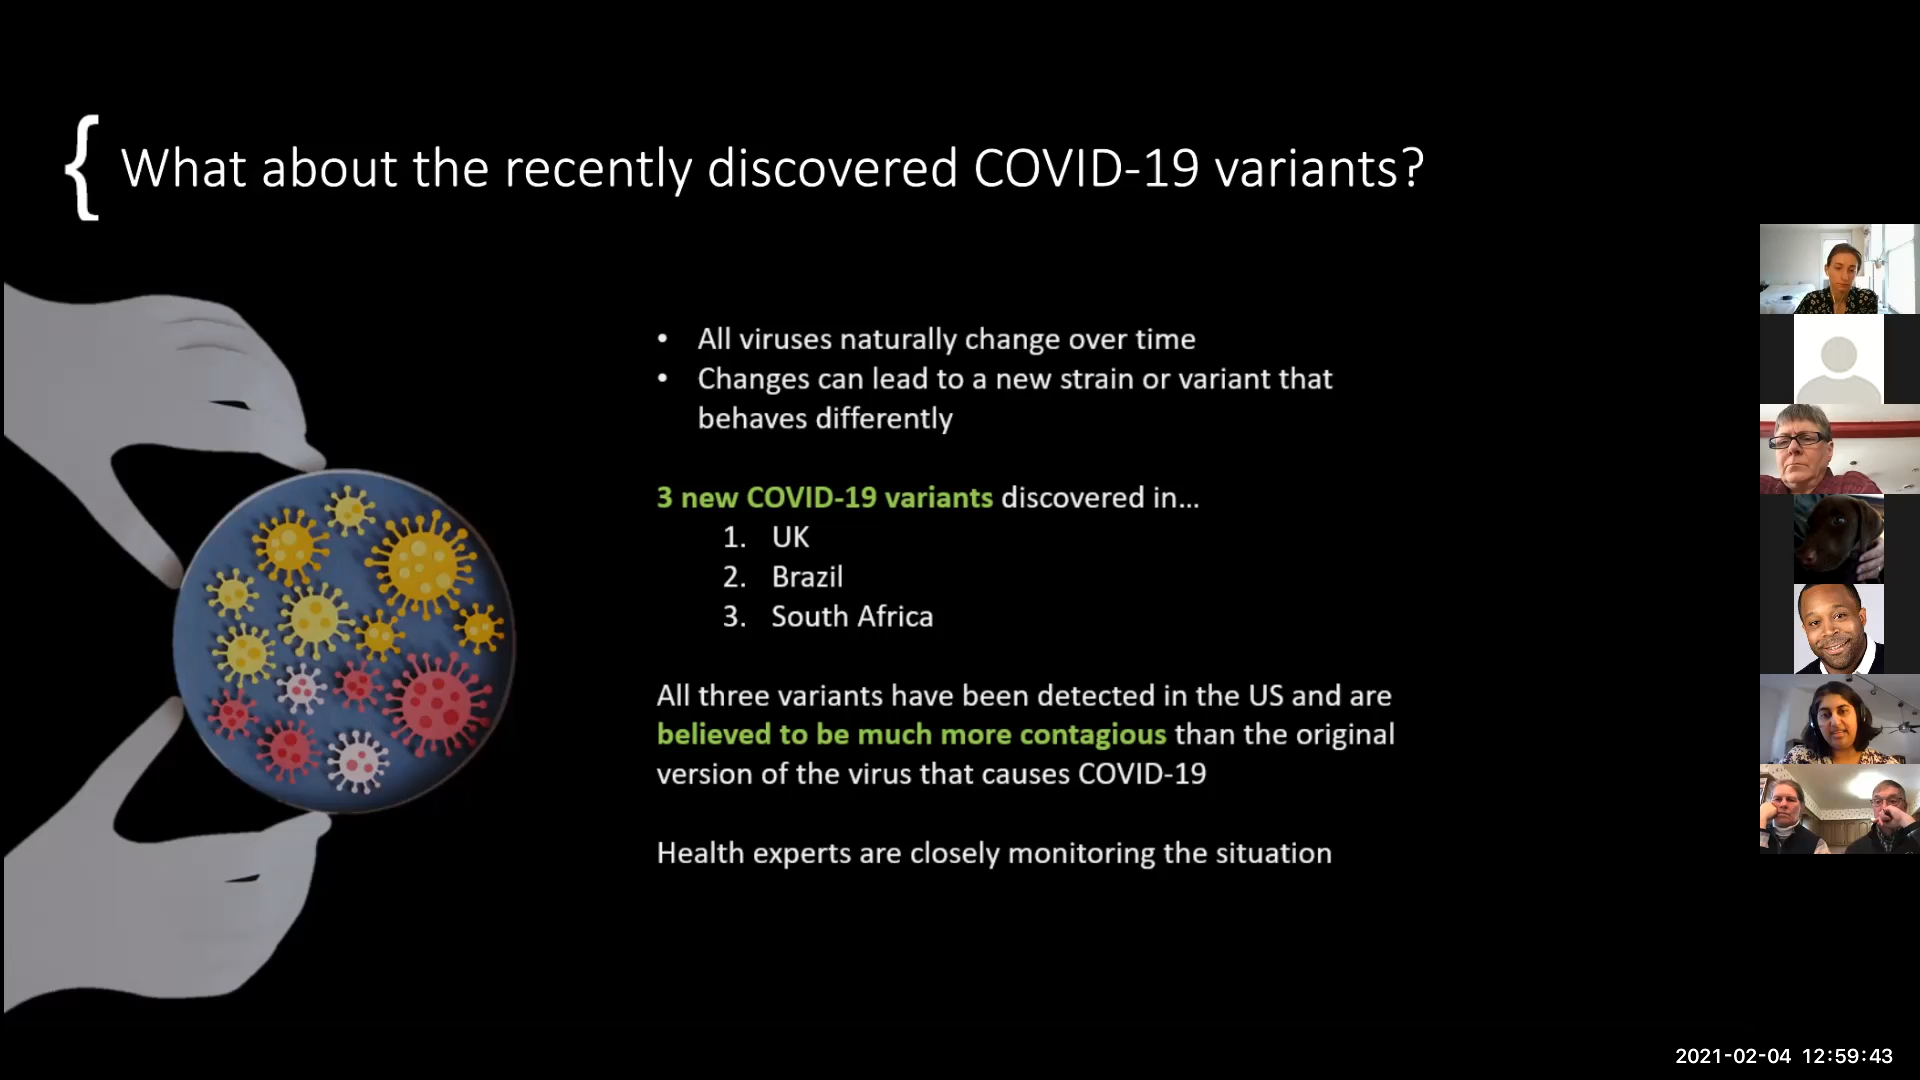 { What about the recently discovered COVID-19 variants?
• All viruses naturally change over time
• Changes can lead to a new strain or variant that
behaves differently
3 new COVID-19 variants discovered in…
1. UK
2. Brazil
3. South Africa
All three variants have been detected in the US and are
believed to be much more contagious than the original
version of the virus that causes COVID-19
Health experts are closely monitoring the situation
2021-02-04 12:59:43